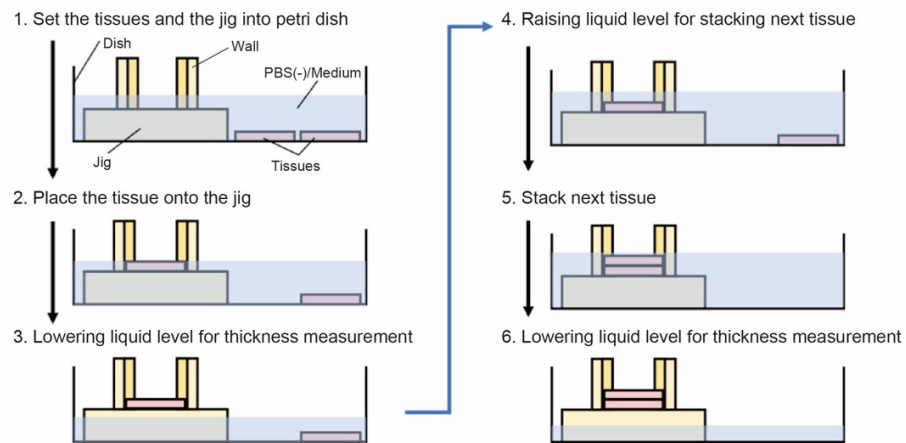 1. Set the tissues and the jig into petri dish
Dish
Wall
PBS(-)/Medium
Jig
Tissues
2. Place the tissue onto the jig
3. Lowering liquid level for thickness measurement
4. Raising liquid level for stacking next tissue
5. Stack next tissue
6. Lowering liquid level for thickness measurement